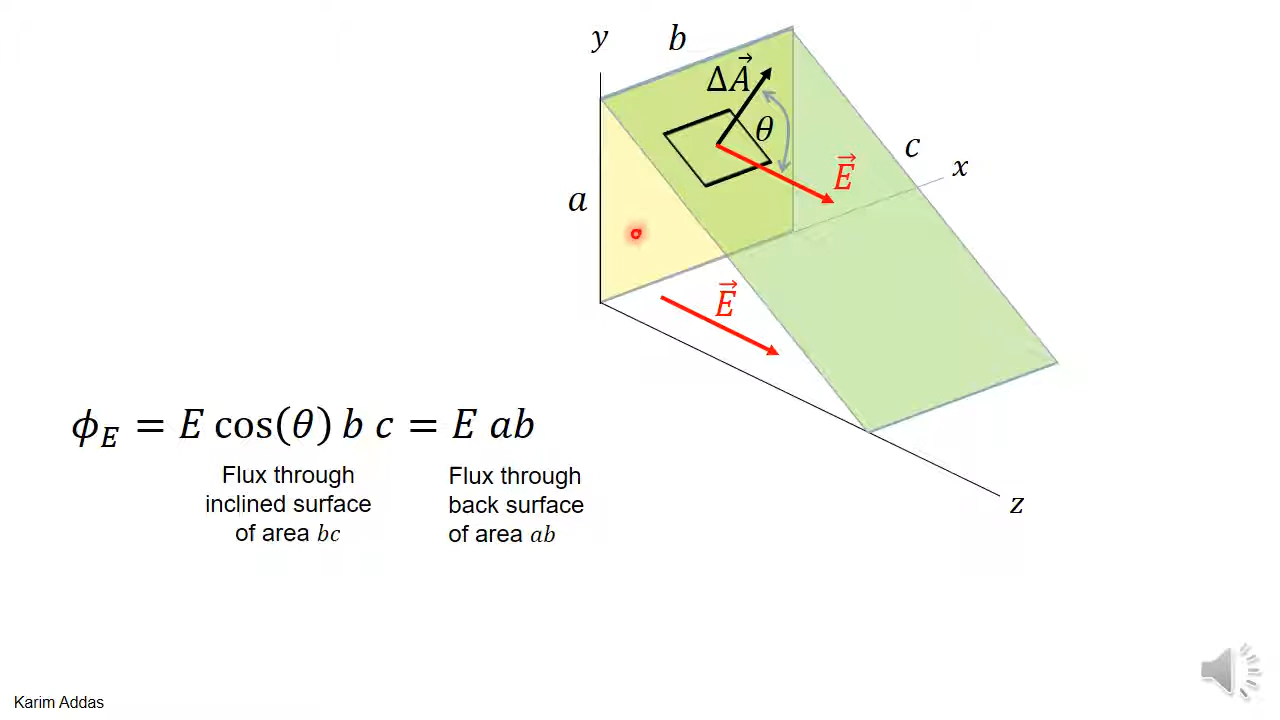 y
b
ΔA⃗
θ
c
x
E⃗
a
E⃗
z
ϕ_E = E cos(θ) b c = E ab
Flux through
inclined surface
of area bc
Flux through
back surface
of area ab
Karim Addas